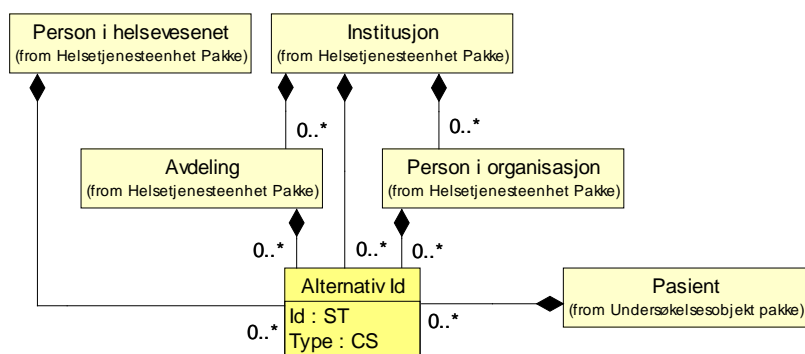 Person i helsevesenet
(from Helsetjenesteenhet Pakke)
Institusjon
(from Helsetjenesteenhet Pakke)
0..*
0..*
Avdeling
(from Helsetjenesteenhet Pakke)
Person i organisasjon
(from Helsetjenesteenhet Pakke)
0..*
0..*
0..*
Alternativ Id
Id : ST
Type : CS
0..*
0..*
Pasient
(from Undersøkelsesobjekt pakke)